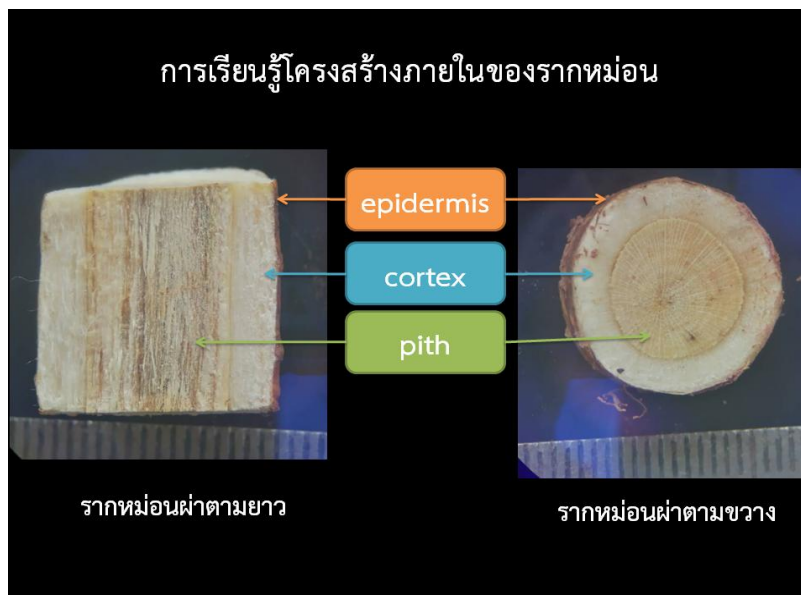 การเรียนรู้โครงสร้างภายในของรากหม่อน
epidermis
cortex
pith
รากหม่อนผ่าตามยาว
รากหม่อนผ่าตามขวาง